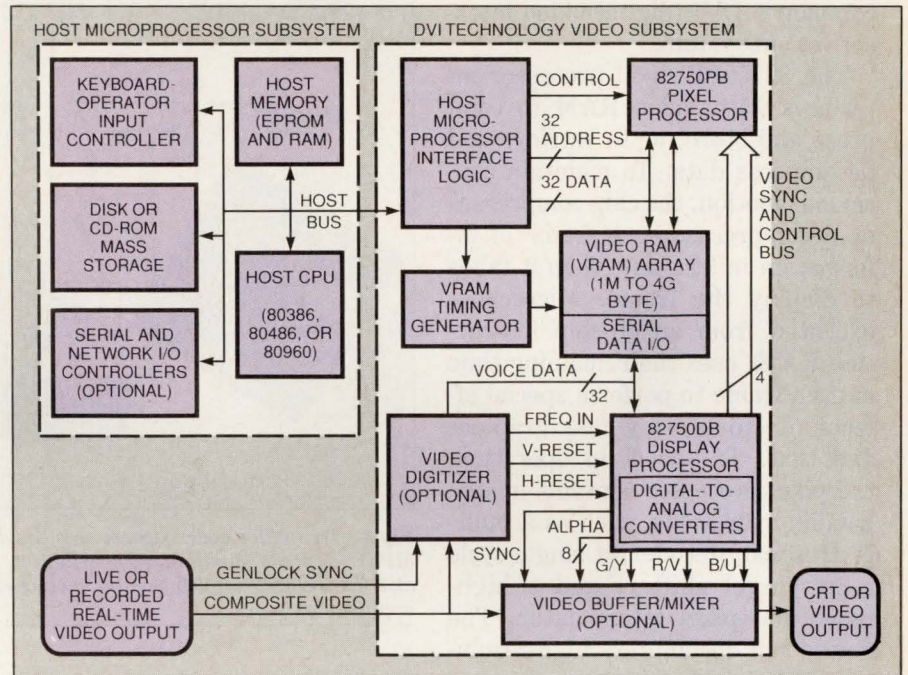 HOST MICROPROCESSOR SUBSYSTEM
KEYBOARD-
OPERATOR
INPUT
CONTROLLER
HOST
MEMORY
(EPROM
AND RAM)
DISK OR
CD-ROM
MASS
STORAGE
HOST
BUS
HOST CPU
(80386,
80486, OR
80960)
SERIAL AND
NETWORK I/O
CONTROLLERS
(OPTIONAL)
DVI TECHNOLOGY VIDEO SUBSYSTEM
HOST
MICRO-
PROCESSOR
INTERFACE
LOGIC
CONTROL
32
ADDRESS
32 DATA
82750PB
PIXEL
PROCESSOR
VIDEO
SYNC
AND
CONTROL
BUS
VRAM
TIMING
GENERATOR
VIDEO RAM
(VRAM) ARRAY
(1M TO 4G
BYTE)
SERIAL
DATA I/O
VOICE DATA
32
4
VIDEO
DIGITIZER
(OPTIONAL)
FREQ IN
V-RESET
H-RESET
82750DB
DISPLAY
PROCESSOR
DIGITAL-TO-
ANALOG
CONVERTERS
SYNC
ALPHA
8
G/Y
R/V
B/U
LIVE OR
RECORDED
REAL-TIME
VIDEO OUTPUT
GENLOCK SYNC
COMPOSITE VIDEO
VIDEO BUFFER/MIXER
(OPTIONAL)
CRT OR
VIDEO
OUTPUT